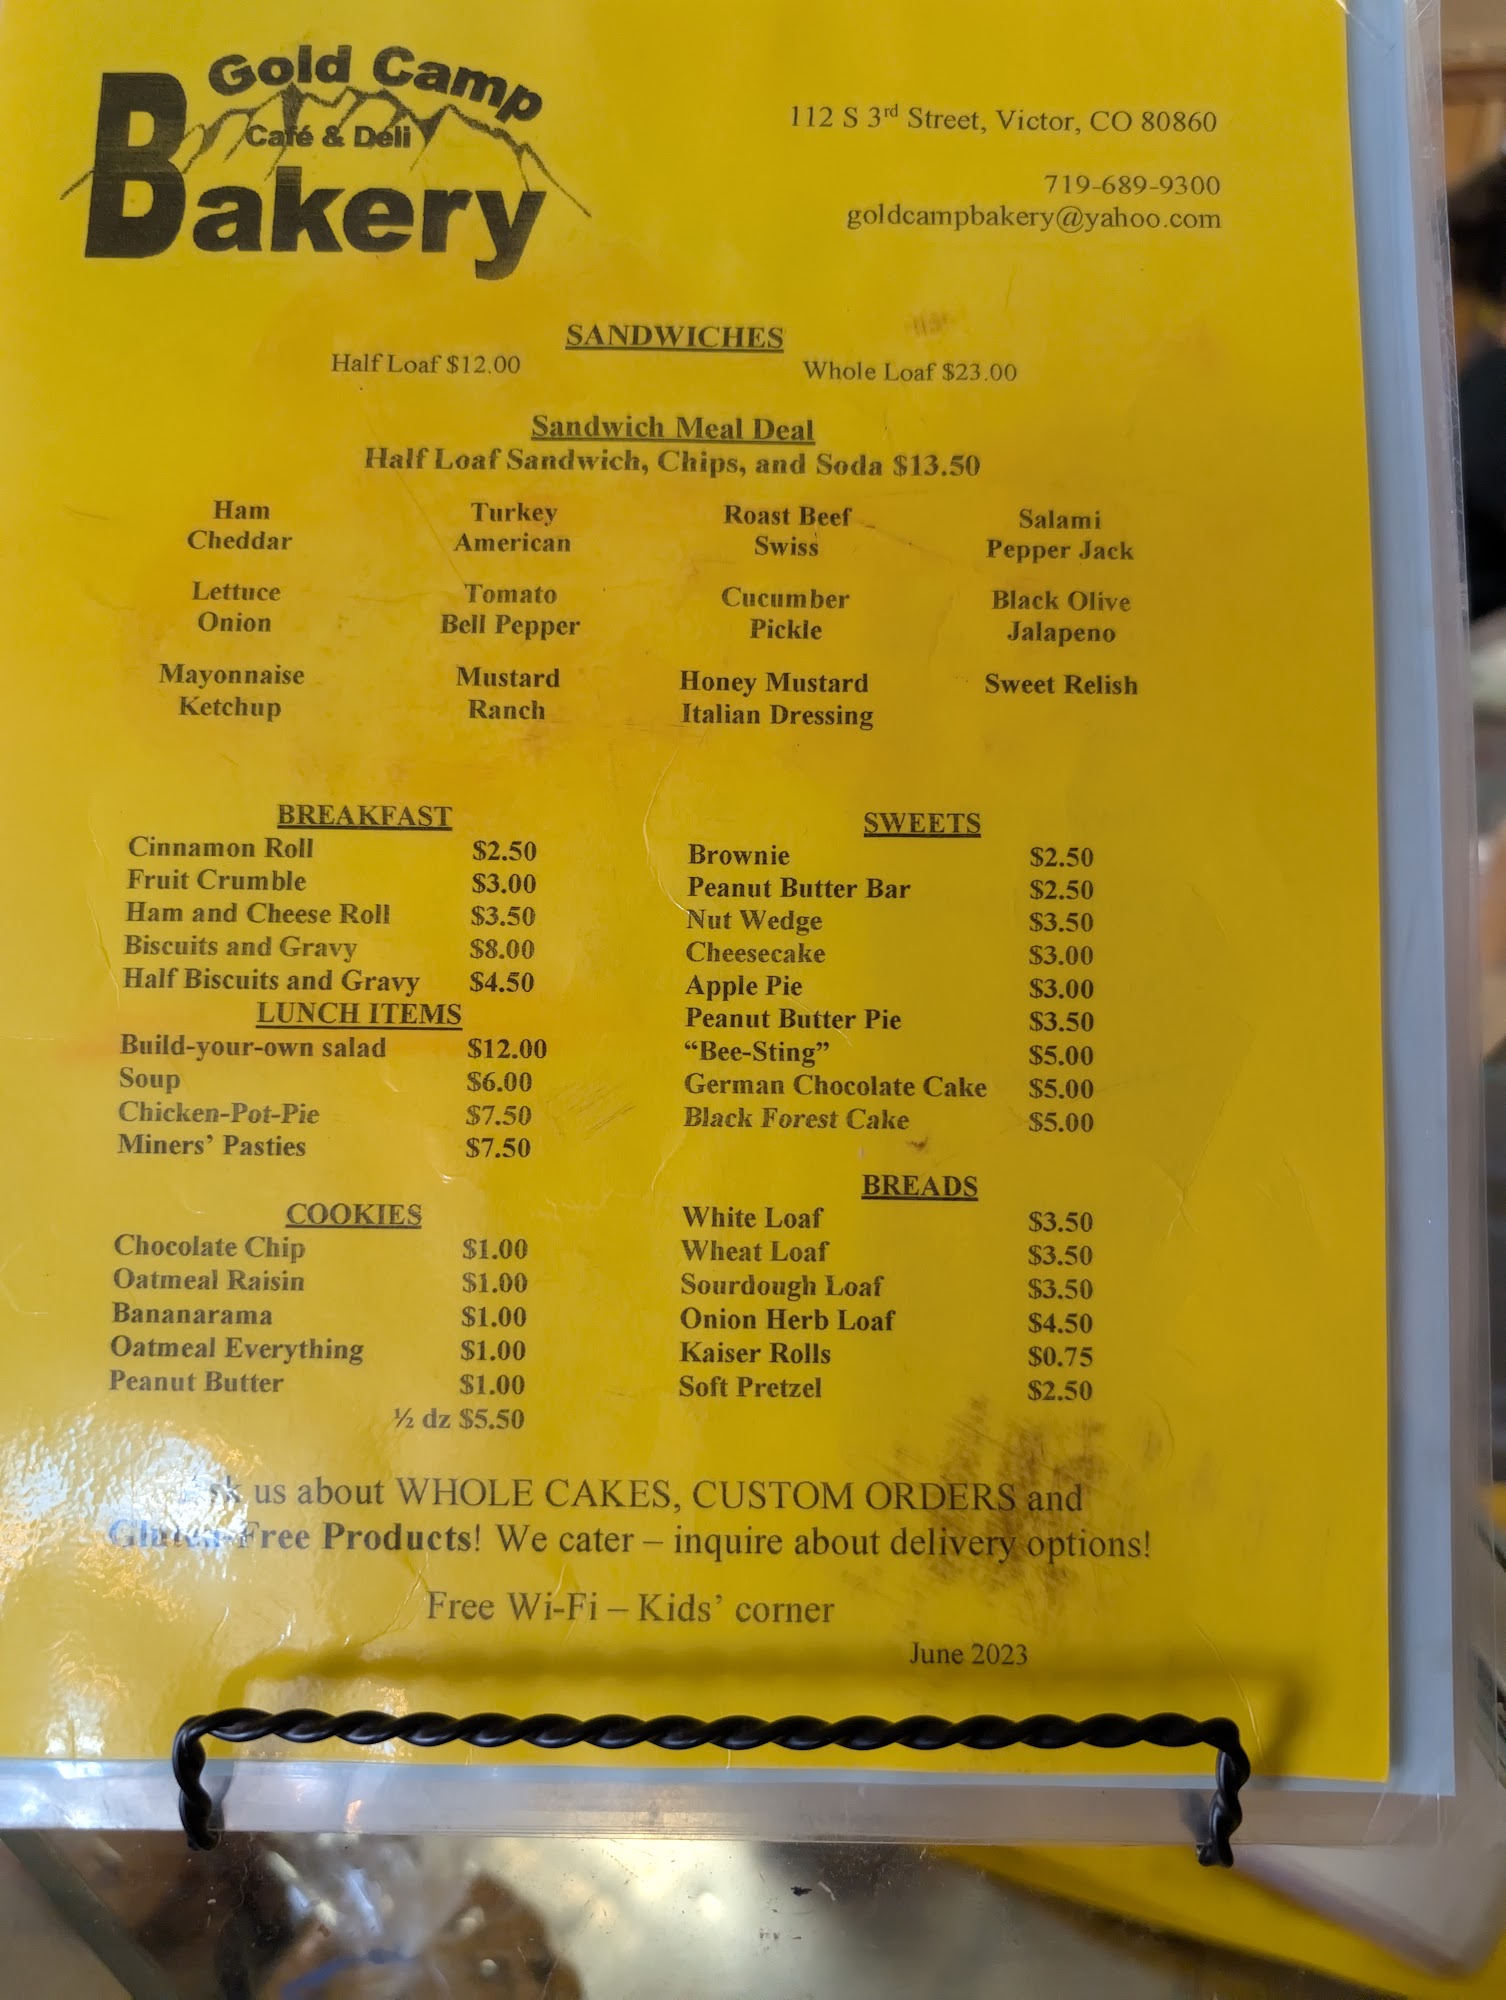 Gold Camp
Café & Deli
Bakery
112 S 3rd Street, Victor, CO 80860
719-689-9300
goldcampbakery@yahoo.com
SANDWICHES
Half Loaf $12.00 Whole Loaf $23.00
Sandwich Meal Deal
Half Loaf Sandwich, Chips, and Soda $13.50
Ham Turkey Roast Beef Salami
Cheddar American Swiss Pepper Jack
Lettuce Tomato Cucumber Black Olive
Onion Bell Pepper Pickle Jalapeno
Mayonnaise Mustard Honey Mustard Sweet Relish
Ketchup Ranch Italian Dressing
BREAKFAST
Cinnamon Roll $2.50
Fruit Crumble $3.00
Ham and Cheese Roll $3.50
Biscuits and Gravy $8.00
Half Biscuits and Gravy $4.50
LUNCH ITEMS
Build-your-own salad $12.00
Soup $6.00
Chicken-Pot-Pie $7.50
Miners' Pasties $7.50
COOKIES
Chocolate Chip $1.00
Oatmeal Raisin $1.00
Bananarama $1.00
Oatmeal Everything $1.00
Peanut Butter $1.00
½ dz $5.50
SWEETS
Brownie $2.50
Peanut Butter Bar $2.50
Nut Wedge $3.50
Cheesecake $3.00
Apple Pie $3.00
Peanut Butter Pie $3.50
“Bee-Sting” $5.00
German Chocolate Cake $5.00
Black Forest Cake $5.00
BREADS
White Loaf $3.50
Wheat Loaf $3.50
Sourdough Loaf $3.50
Onion Herb Loaf $4.50
Kaiser Rolls $0.75
Soft Pretzel $2.50
us about WHOLE CAKES, CUSTOM ORDERS and
Gluten-Free Products! We cater – inquire about delivery options!
Free Wi-Fi – Kids' corner
June 2023